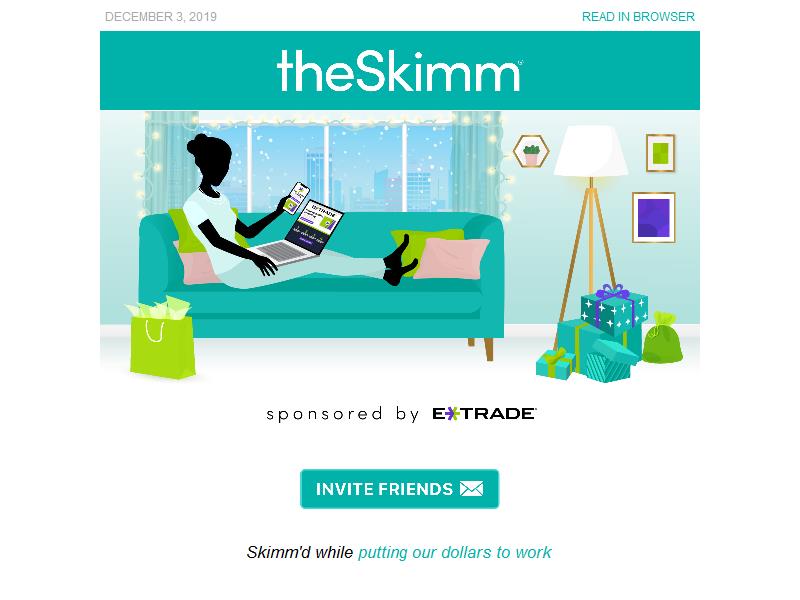 DECEMBER 3, 2019 READ IN BROWSER
theSkimm®
E*TRADE
sponsored by E*TRADE®
INVITE FRIENDS
Skimm'd while putting our dollars to work